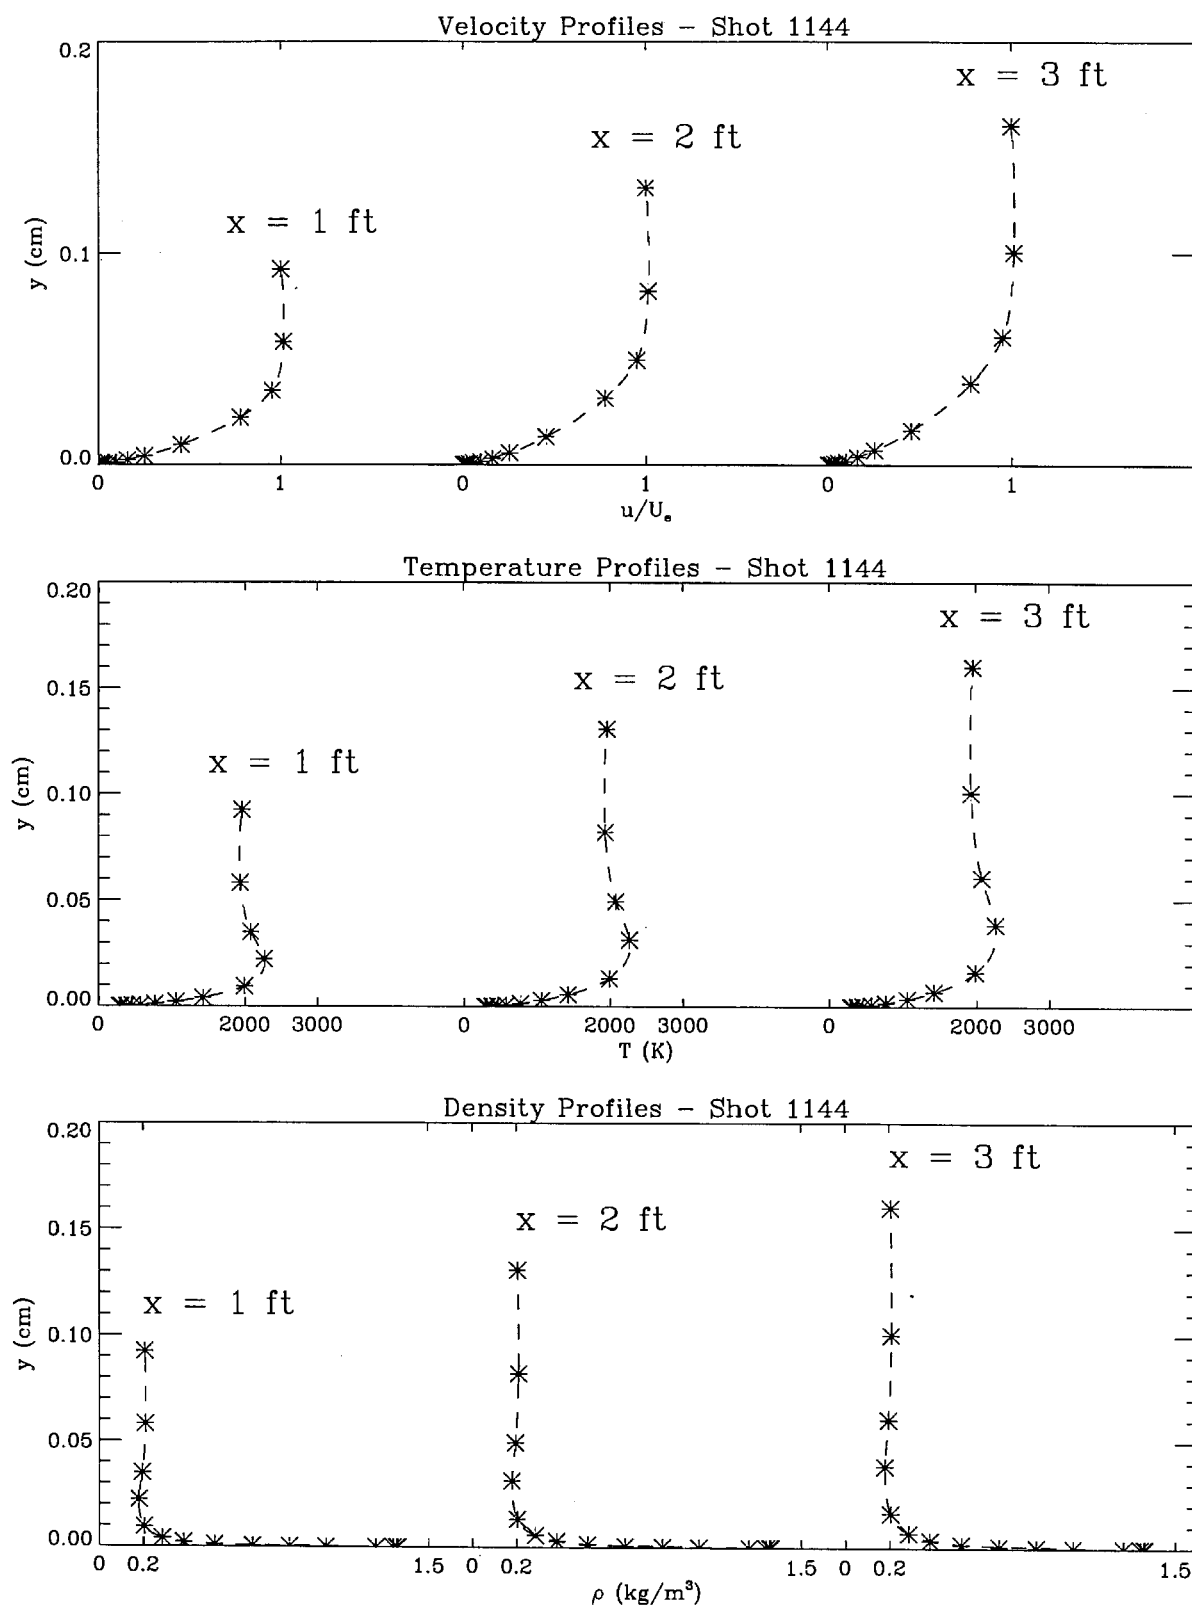 Velocity Profiles – Shot 1144
0.2
x = 3 ft
x = 2 ft
x = 1 ft
y (cm)
0.1
0.0
0 1 0 1 0 1
u/Uₑ
Temperature Profiles – Shot 1144
0.20
x = 3 ft
x = 2 ft
0.15
x = 1 ft
y (cm)
0.10
0.05
0.00
0 2000 3000 0 2000 3000 0 2000 3000
T (K)
Density Profiles – Shot 1144
0.20
x = 3 ft
x = 2 ft
0.15
x = 1 ft
y (cm)
0.10
0.05
0.00
0 0.2 1.5 0 0.2 1.5 0 0.2 1.5
ρ (kg/m³)